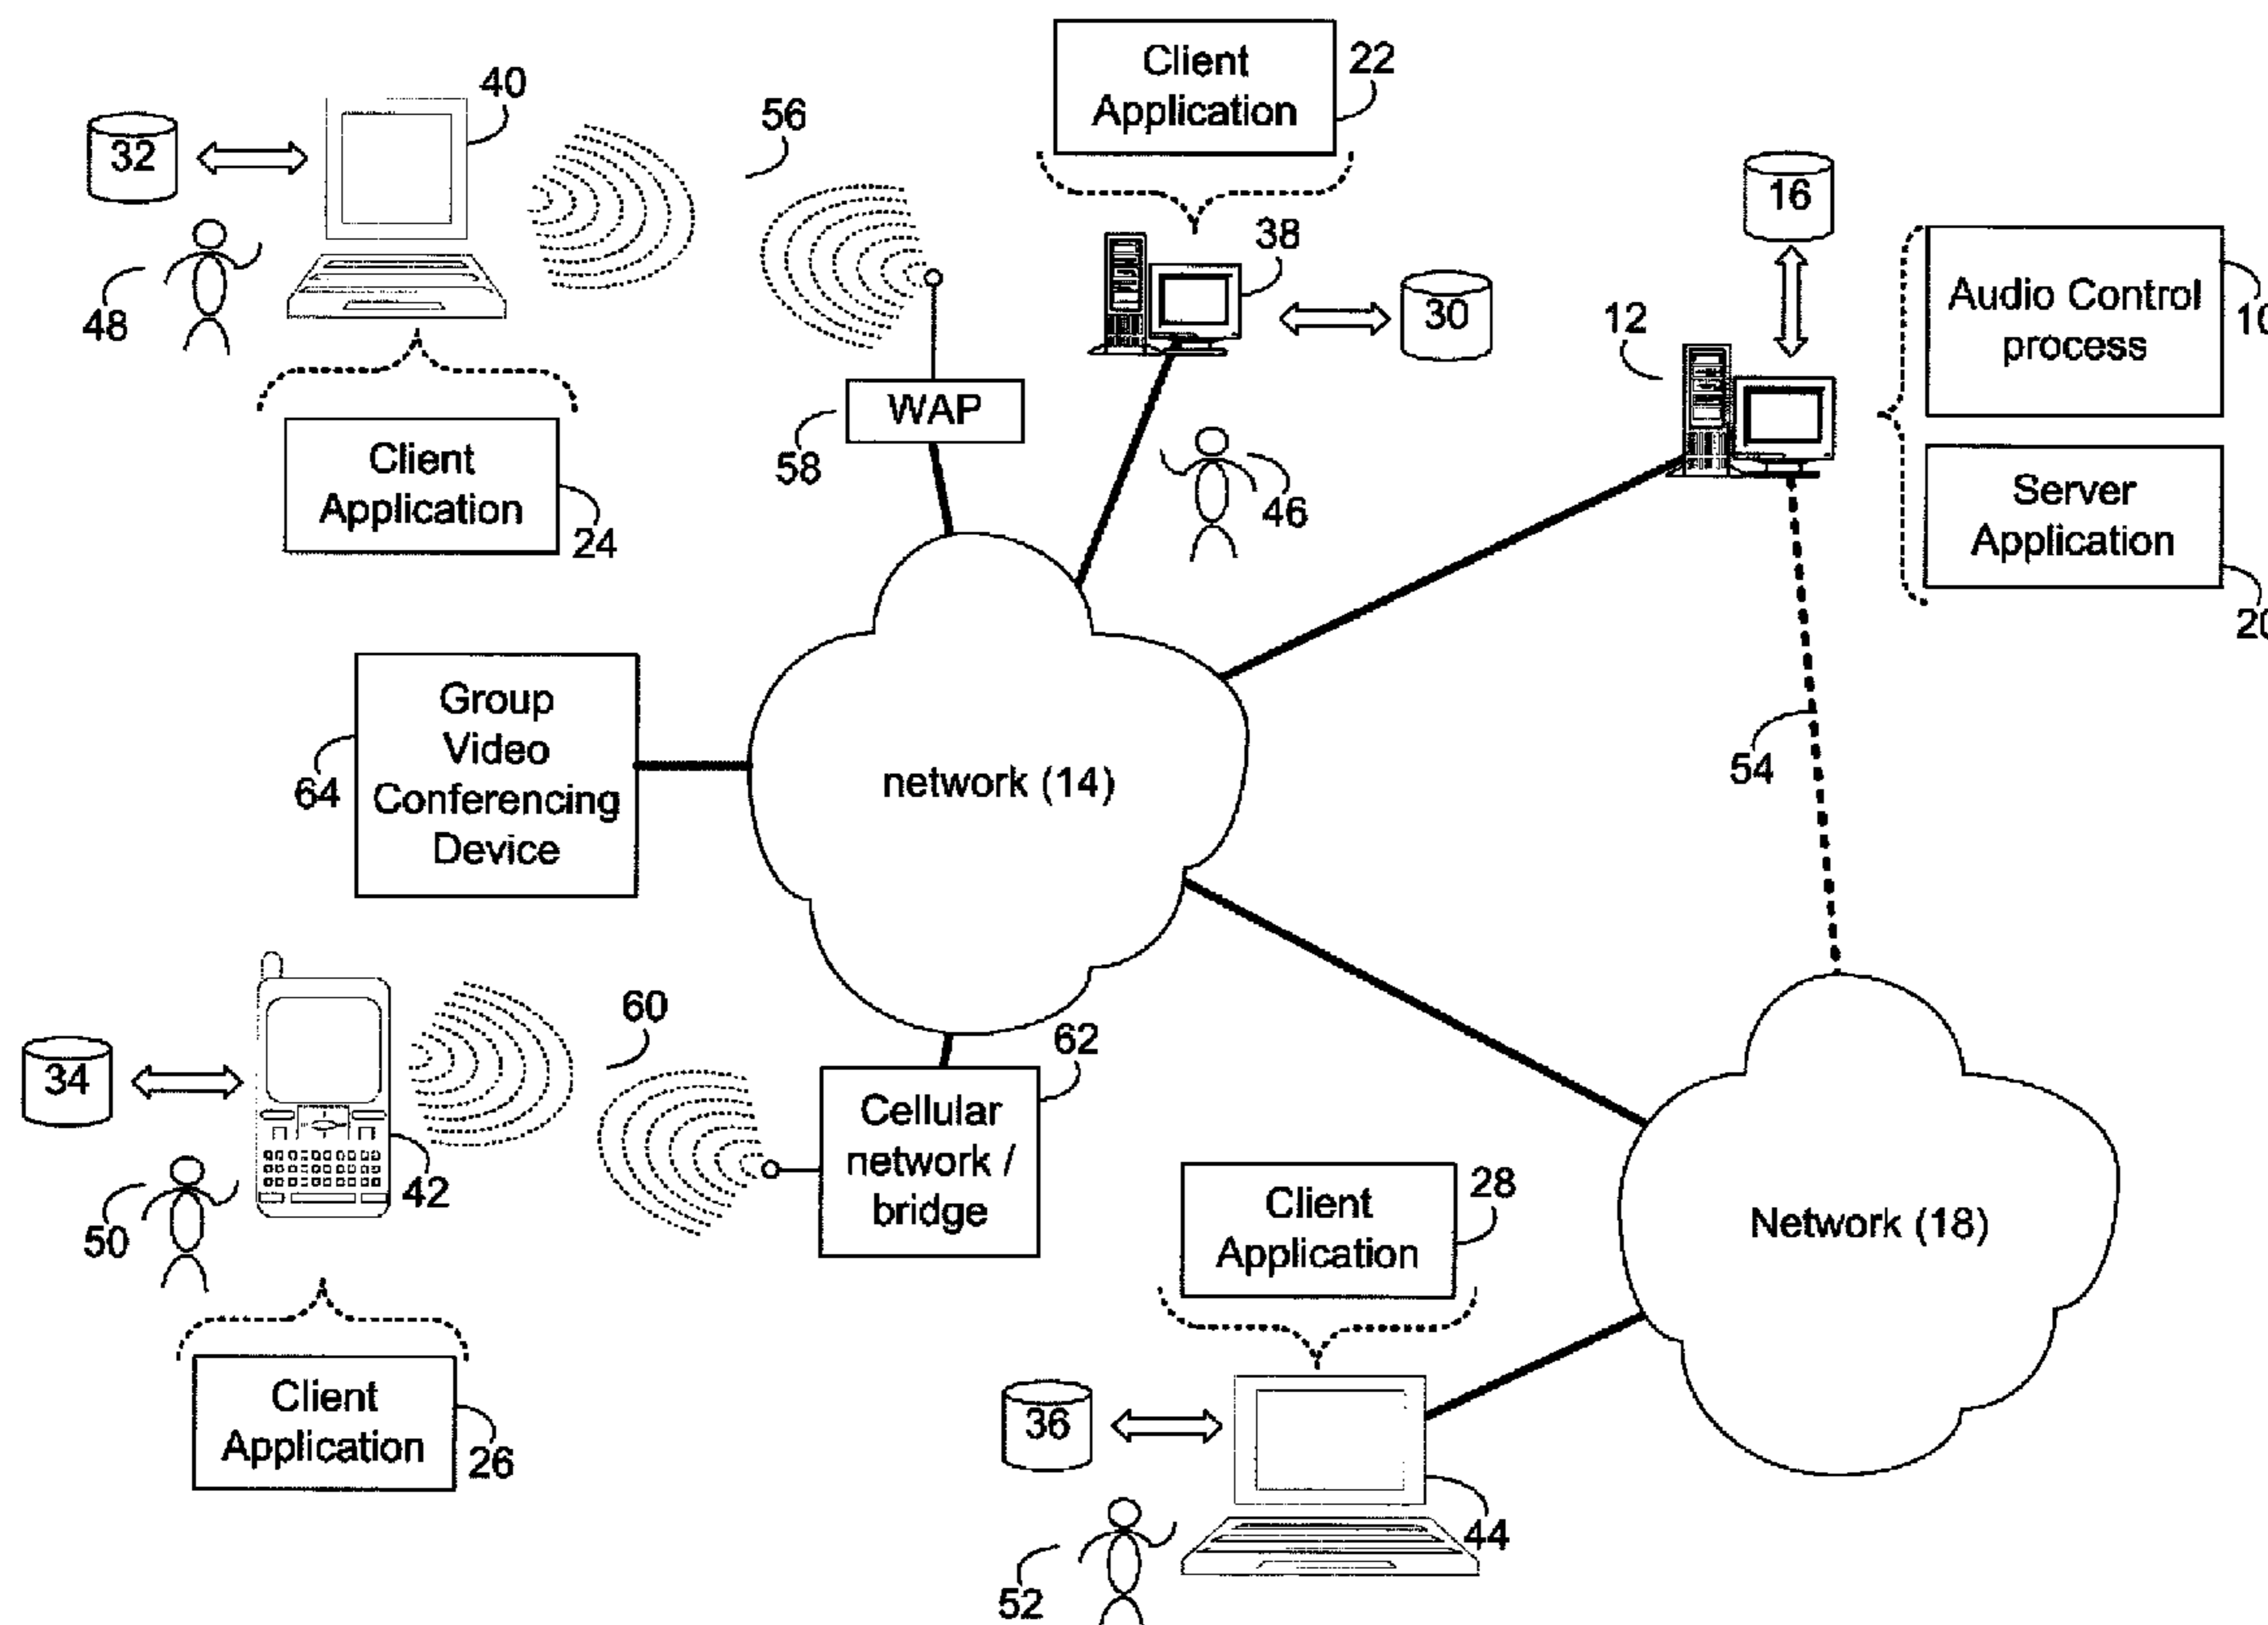 Client
Application
22
40
32
56
16
38
48
30
12
Audio Control
process
10
WAP
58
Client
Application
24
46
Server
Application
20
Group
Video
Conferencing
Device
64
network (14)
54
60
62
34
42
50
Cellular
network /
bridge
Client
Application
28
Network (18)
Client
Application
26
36
44
52